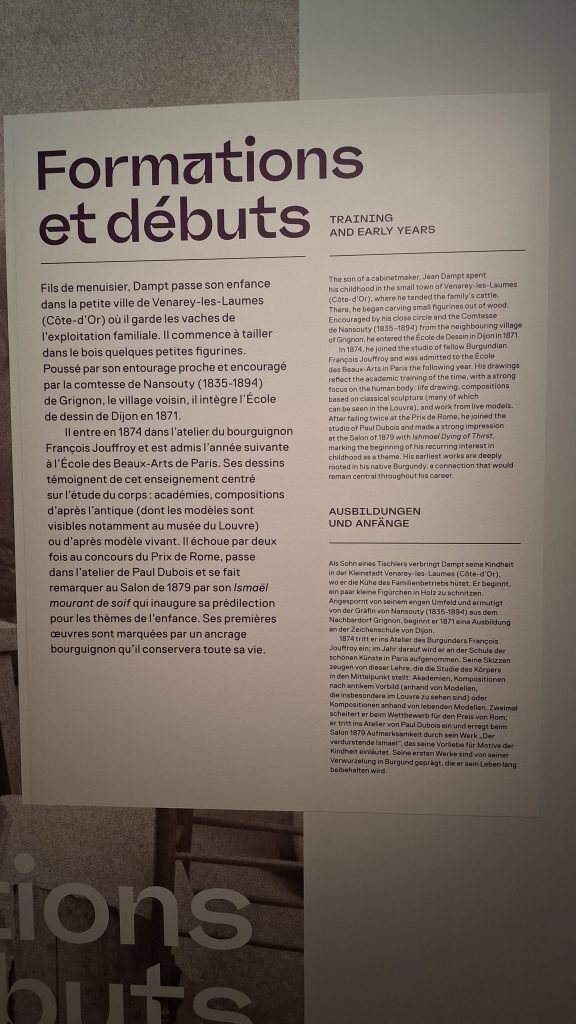 Formations
et débuts
Fils de menuisier, Dampt passe son enfance
dans la petite ville de Venarey-les-Laumes
(Côte-d'Or) où il garde les vaches de
l'exploitation familiale. Il commence à tailler
dans le bois quelques petites figurines.
Poussé par son entourage proche et encouragé
par la comtesse de Nansouty (1835-1894)
de Grignon, le village voisin, il intègre l'École
de dessin de Dijon en 1871.
Il entre en 1874 dans l'atelier du bourguignon
François Jouffroy et est admis l'année suivante
à l'École des Beaux-Arts de Paris. Ses dessins
témoignent de cet enseignement centré
sur l'étude du corps : académies, compositions
d'après l'antique (dont les modèles sont
visibles notamment au musée du Louvre)
ou d'après modèle vivant. Il échoue par deux
fois au concours du Prix de Rome, passe
dans l'atelier de Paul Dubois et se fait
remarquer au Salon de 1879 par son Ismaël
mourant de soif qui inaugure sa prédilection
pour les thèmes de l'enfance. Ses premières
œuvres sont marquées par un ancrage
bourguignon qu'il conservera toute sa vie.
TRAINING
AND EARLY YEARS
The son of a cabinetmaker, Jean Dampt spent
his childhood in the small town of Venarey-les-Laumes
(Côte-d'Or), where he tended the family's cattle.
There, he began carving small figurines out of wood.
Encouraged by his close circle and the Comtesse
de Nansouty (1835–1894) from the neighbouring village
of Grignon, he entered the École de Dessin in Dijon in 1871.
In 1874, he joined the studio of fellow Burgundian
François Jouffroy and was admitted to the École
des Beaux-Arts in Paris the following year. His drawings
reflect the academic training of the time, with a strong
focus on the human body: life drawing, compositions
based on classical sculpture (many of which
can be seen in the Louvre), and work from live models.
After failing twice at the Prix de Rome, he joined the
studio of Paul Dubois and made a strong impression
at the Salon of 1879 with Ishmael Dying of Thirst,
marking the beginning of his recurring interest in
childhood as a theme. His earliest works are deeply
rooted in his native Burgundy, a connection that would
remain central throughout his career.
AUSBILDUNGEN
UND ANFÄNGE
Als Sohn eines Tischlers verbringt Dampt seine Kindheit
in der Kleinstadt Venarey-les-Laumes (Côte-d'Or),
wo er die Kühe des Familienbetriebs hütet. Er beginnt,
ein paar kleine Figürchen in Holz zu schnitzen.
Angespornt von seinem engen Umfeld und ermutigt
von der Gräfin von Nansouty (1835-1894) aus dem
Nachbardorf Grignon, beginnt er 1871 eine Ausbildung
an der Zeichenschule von Dijon.
1874 tritt er ins Atelier des Burgunders François
Jouffroy ein; im Jahr darauf wird er an der Schule der
schönen Künste in Paris aufgenommen. Seine Skizzen
zeugen von dieser Lehre, die die Studie des Körpers
in den Mittelpunkt stellt: Akademien, Kompositionen
nach antikem Vorbild (anhand von Modellen,
die insbesondere im Louvre zu sehen sind) oder
Kompositionen anhand von lebenden Modellen. Zweimal
scheitert er beim Wettbewerb für den Preis von Rom;
er tritt ins Atelier von Paul Dubois ein und erregt beim
Salon 1879 Aufmerksamkeit durch sein Werk „Der
verdurstende Ismael", das seine Vorliebe für Motive der
Kindheit einläutet. Seine ersten Werke sind von seiner
Verwurzelung in Burgund geprägt, die er sein Leben lang
beibehalten wird.
tions
buts